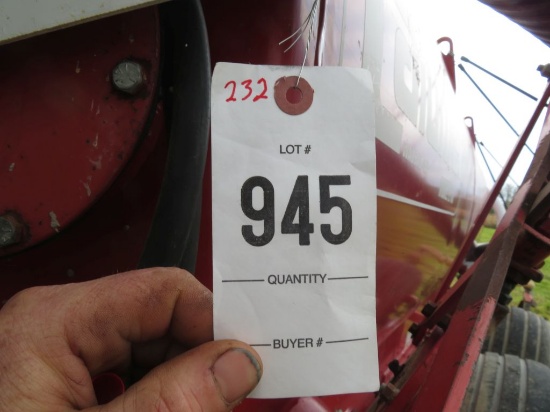 232
LOT #
945
QUANTITY
BUYER #